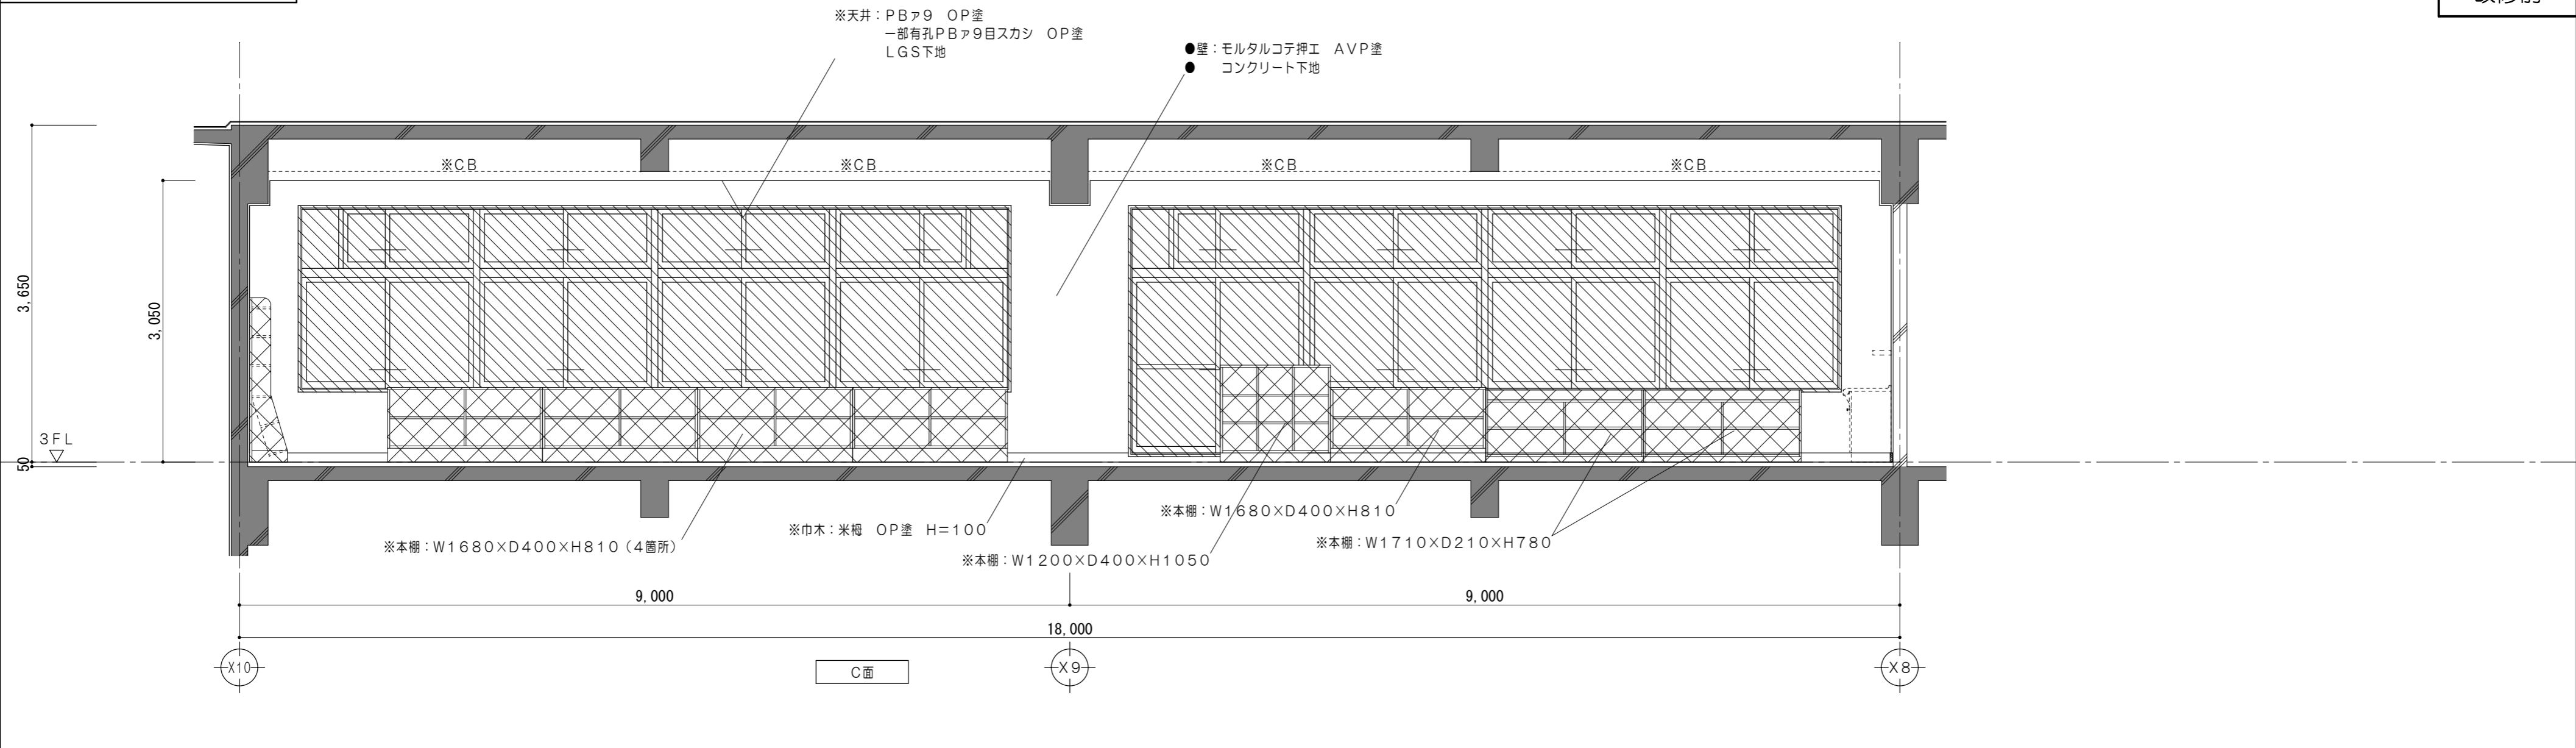 ※天井：PBァ9　OP塗
一部有孔PBァ9目スカシ　OP塗
LGS下地
●壁：モルタルコテ押エ　AVP塗
●　コンクリート下地
※CB
※CB
※CB
※CB
3,650
3,050
3FL
50
※本棚：W1680×D400×H810（4箇所）
※巾木：米栂　OP塗　H=100
※本棚：W1200×D400×H1050
※本棚：W1680×D400×H810
※本棚：W1710×D210×H780
9,000
9,000
18,000
X10
X9
X8
C面